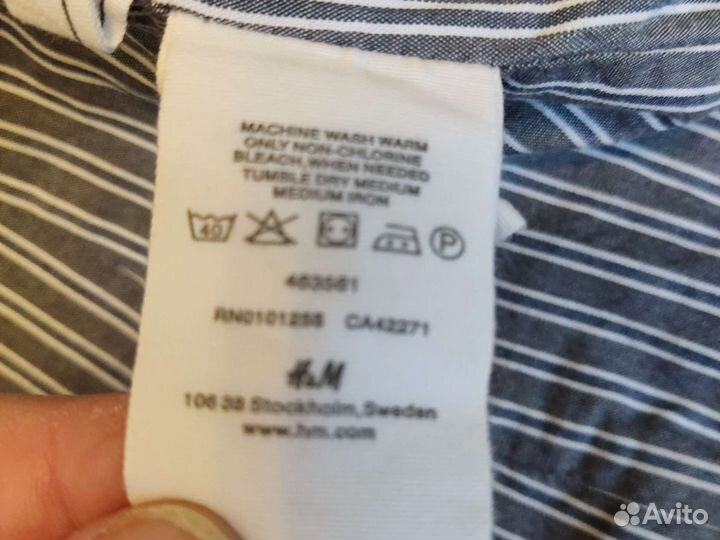 MACHINE WASH WARM
ONLY NON-CHLORINE
BLEACH, WHEN NEEDED
TUMBLE DRY MEDIUM
MEDIUM IRON
40 P
463561
RN0101255 CA42271
H&M
106 38 Stockholm, Sweden
www.hm.com
Avito